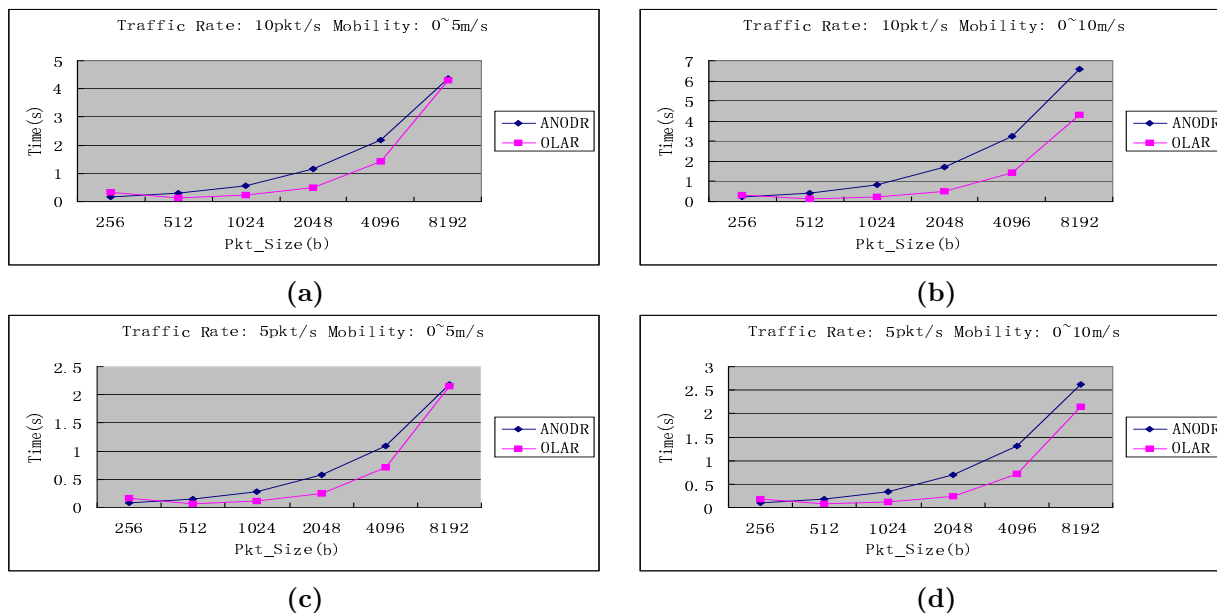 Traffic Rate: 10pkt/s Mobility: 0~5m/s
5
4
3
2
1
0
Time(s)
256 512 1024 2048 4096 8192
Pkt_Size(b)
ANODR
OLAR
(a)
Traffic Rate: 10pkt/s Mobility: 0~10m/s
7
6
5
4
3
2
1
0
Time(s)
256 512 1024 2048 4096 8192
Pkt_Size(b)
ANODR
OLAR
(b)
Traffic Rate: 5pkt/s Mobility: 0~5m/s
2.5
2
1.5
1
0.5
0
Time(s)
256 512 1024 2048 4096 8192
Pkt_Size(b)
ANODR
OLAR
(c)
Traffic Rate: 5pkt/s Mobility: 0~10m/s
3
2.5
2
1.5
1
0.5
0
Time(s)
256 512 1024 2048 4096 8192
Pkt_Size(b)
ANODR
OLAR
(d)